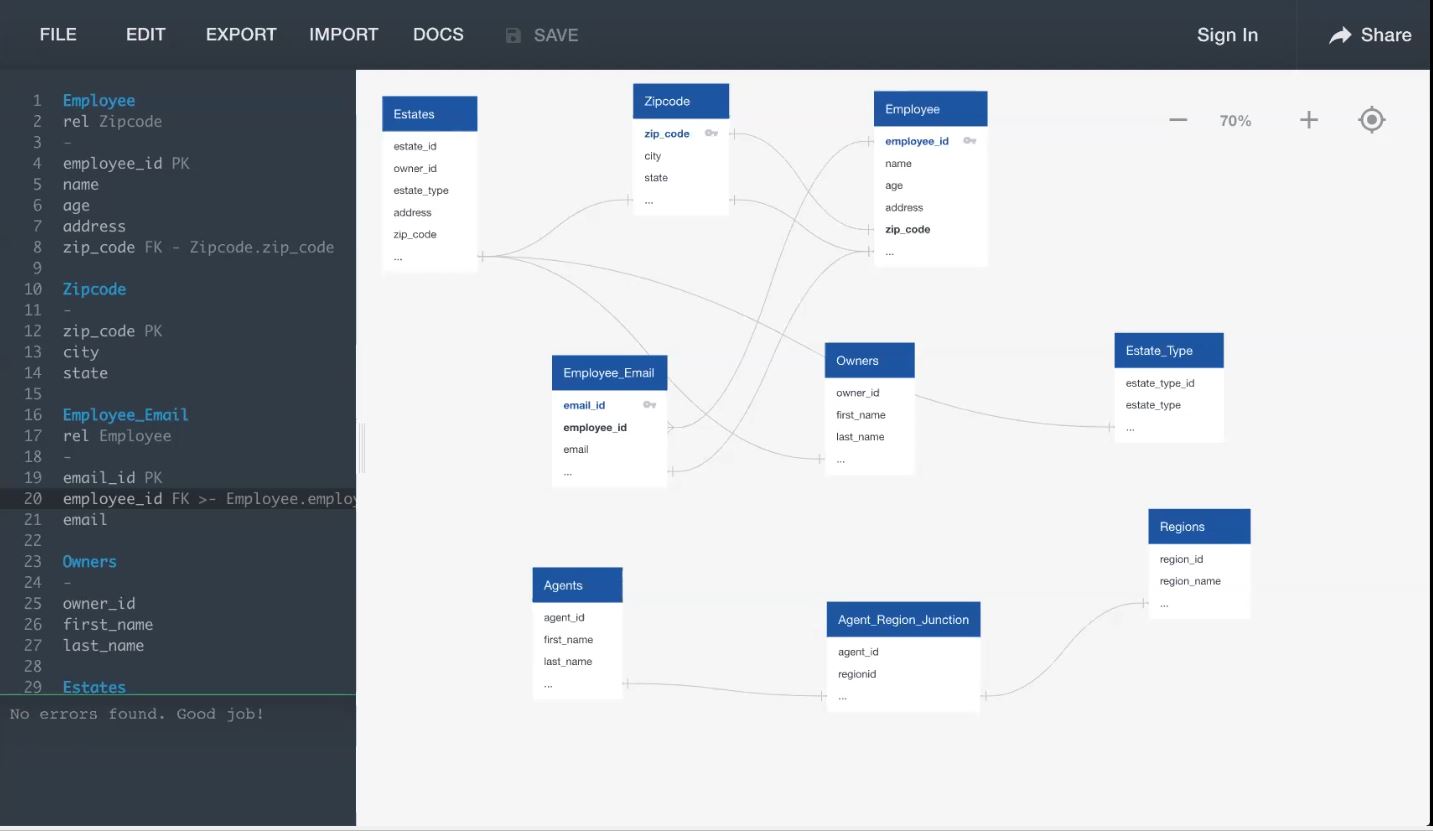 FILE EDIT EXPORT IMPORT DOCS SAVE Sign In Share
1 Employee
2 rel Zipcode
3 -
4 employee_id PK
5 name
6 age
7 address
8 zip_code FK - Zipcode.zip_code
9
10 Zipcode
11 -
12 zip_code PK
13 city
14 state
15
16 Employee_Email
17 rel Employee
18 -
19 email_id PK
20 employee_id FK >- Employee.employ
21 email
22
23 Owners
24 -
25 owner_id
26 first_name
27 last_name
28
29 Estates
No errors found. Good job!
Estates
estate_id
owner_id
estate_type
address
zip_code
...
Zipcode
zip_code
city
state
...
Employee
employee_id
name
age
address
zip_code
...
70%
Employee_Email
email_id
employee_id
email
...
Owners
owner_id
first_name
last_name
...
Estate_Type
estate_type_id
estate_type
...
Agents
agent_id
first_name
last_name
...
Agent_Region_Junction
agent_id
regionid
...
Regions
region_id
region_name
...